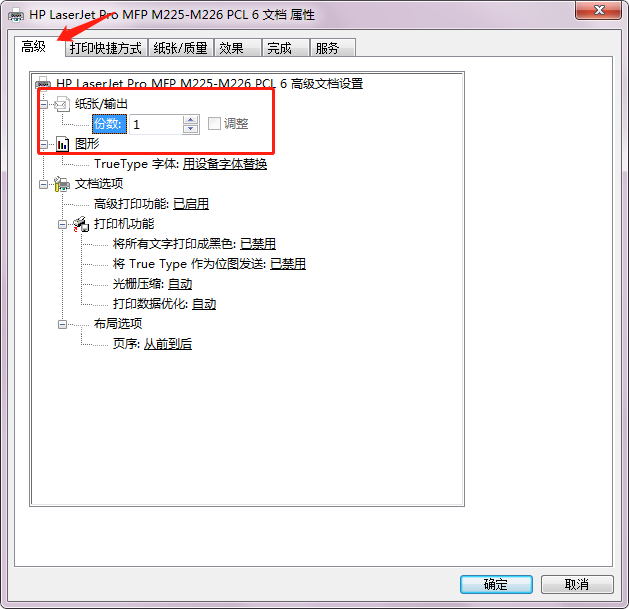 HP LaserJet Pro MFP M225-M226 PCL 6 文档 属性
高级 打印快捷方式 纸张/质量 效果 完成 服务
HP LaserJet Pro MFP M225-M226 PCL 6 高级文档设置
纸张/输出
份数: 1 调整
图形
TrueType 字体: 用设备字体替换
文档选项
高级打印功能: 已启用
打印机功能
将所有文字打印成黑色: 已禁用
将 True Type 作为位图发送: 已禁用
光栅压缩: 自动
打印数据优化: 自动
布局选项
页序: 从前到后
确定 取消